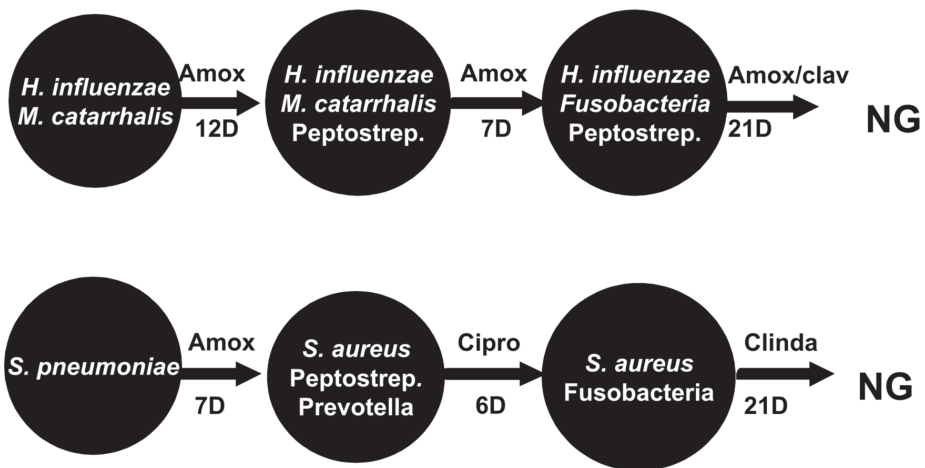 H. influenzae
M. catarrhalis
Amox
12D
H. influenzae
M. catarrhalis
Peptostrep.
Amox
7D
H. influenzae
Fusobacteria
Peptostrep.
Amox/clav
21D
NG
S. pneumoniae
Amox
7D
S. aureus
Peptostrep.
Prevotella
Cipro
6D
S. aureus
Fusobacteria
Clinda
21D
NG